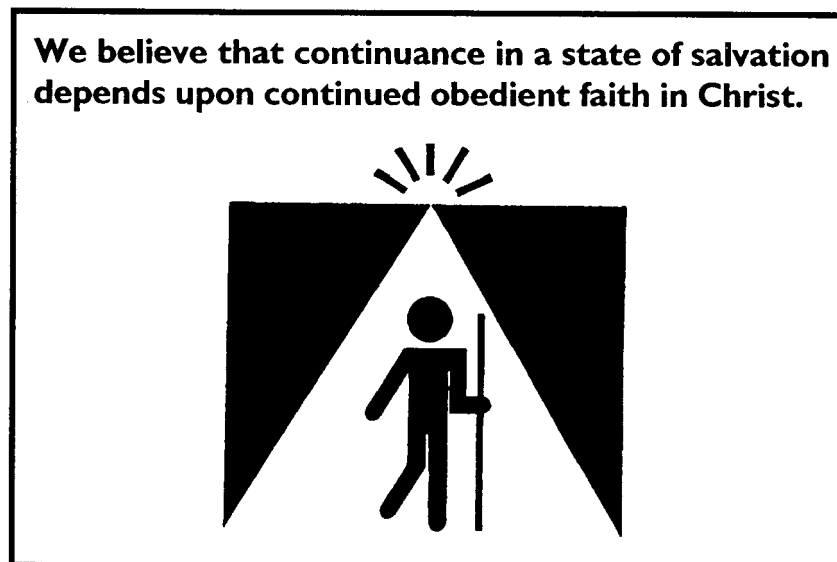 We believe that continuance in a state of salvation
depends upon continued obedient faith in Christ.